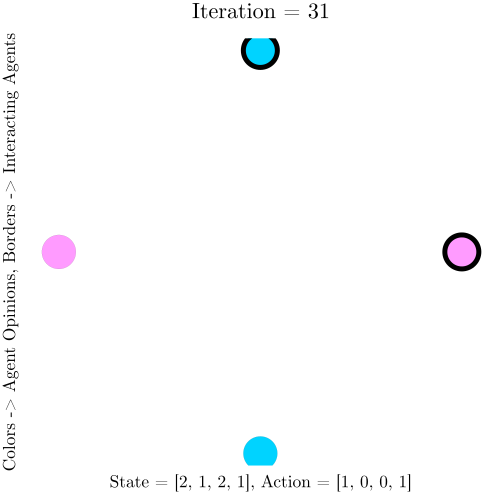 Iteration = 31
Colors -> Agent Opinions, Borders -> Interacting Agents
State = [2, 1, 2, 1], Action = [1, 0, 0, 1]